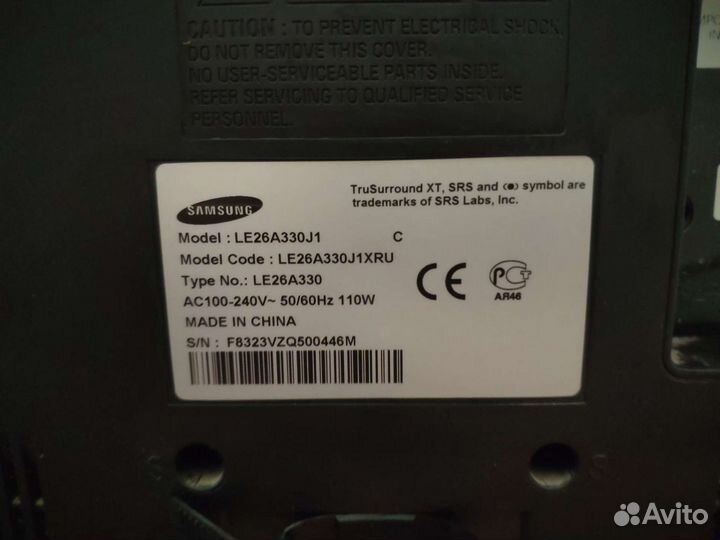 CAUTION : TO PREVENT ELECTRICAL SHOCK,
DO NOT REMOVE THIS COVER.
NO USER-SERVICEABLE PARTS INSIDE.
REFER SERVICING TO QUALIFIED SERVICE
PERSONNEL.
SAMSUNG
TruSurround XT, SRS and (●) symbol are
trademarks of SRS Labs, Inc.
Model : LE26A330J1 C
Model Code : LE26A330J1XRU
Type No.: LE26A330
AC100-240V~ 50/60Hz 110W
MADE IN CHINA
S/N : F8323VZQ500446M
CE
РСТ
АЯ46
S
S
Avito